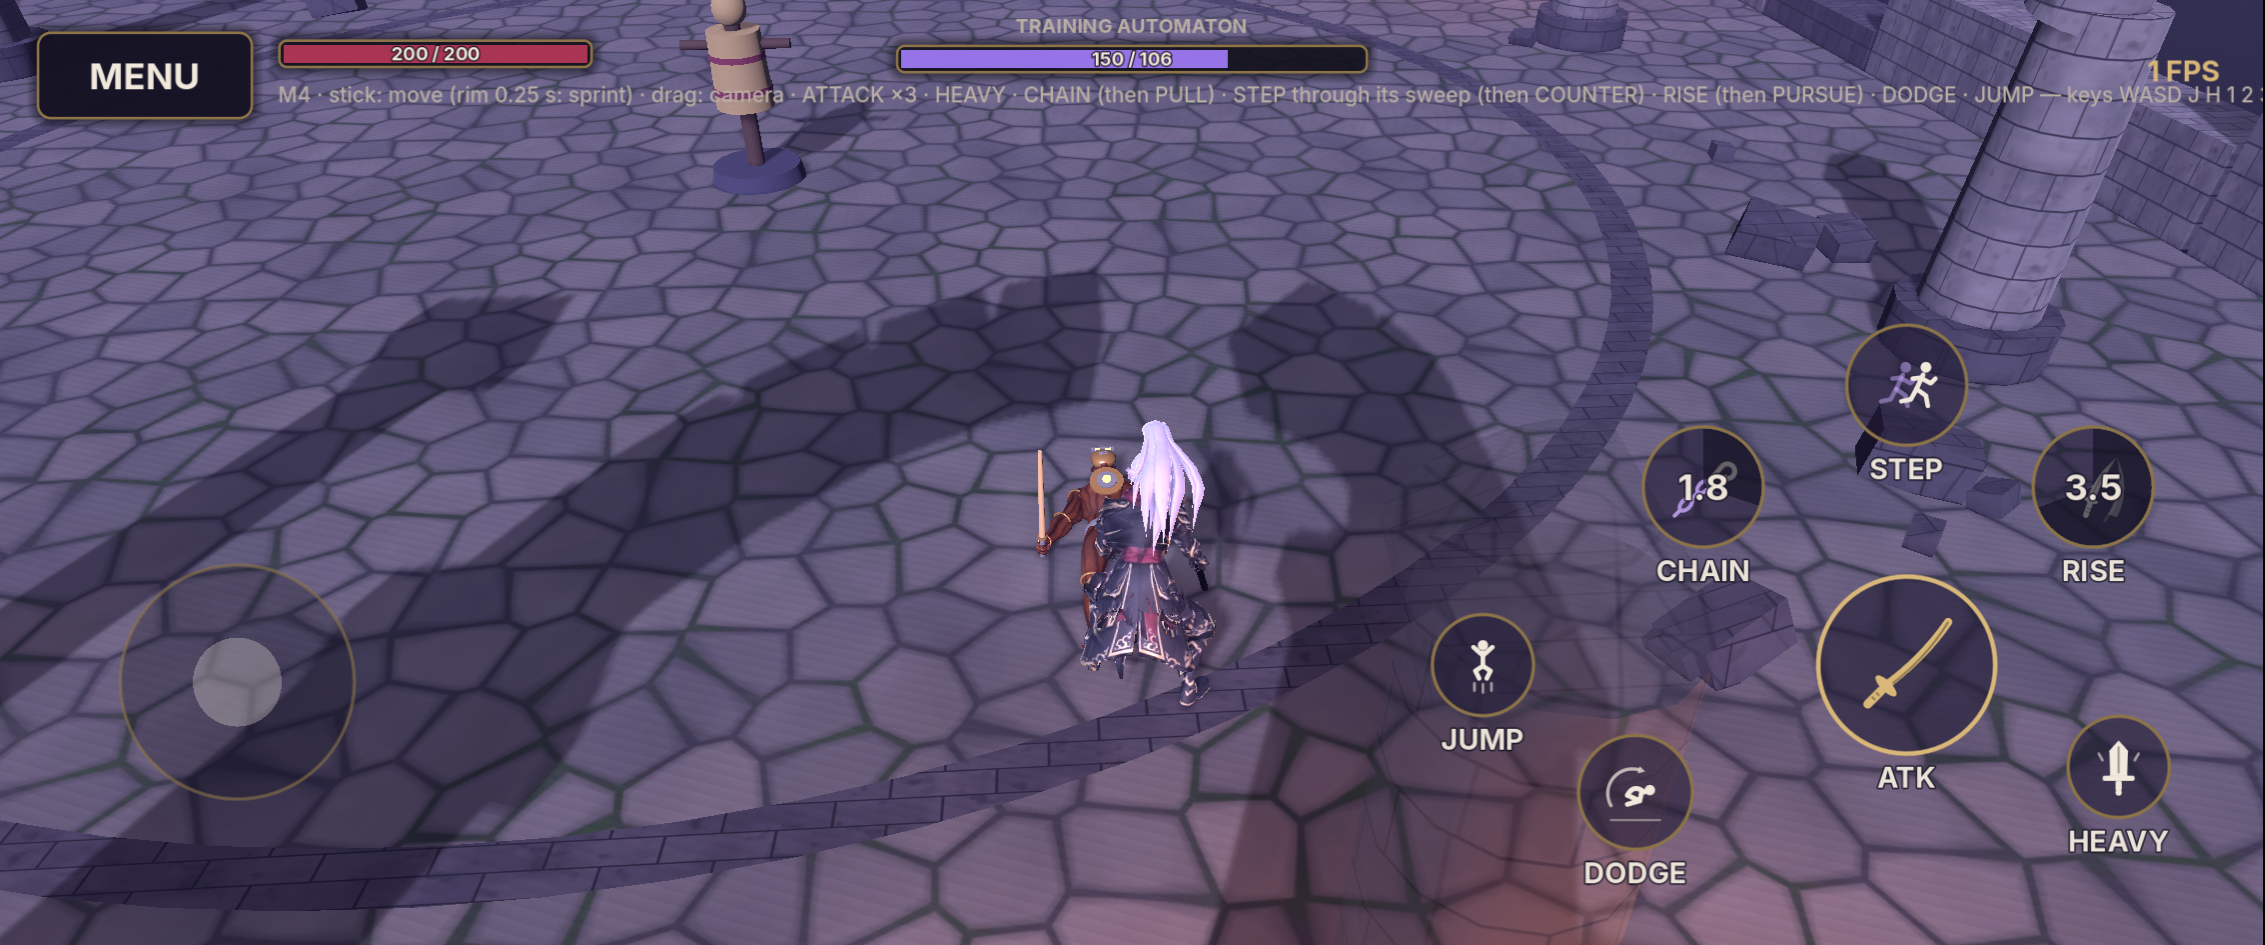 TRAINING AUTOMATON
MENU
200 / 200
150 / 106
1 FPS
M4 · stick: move (rim 0.25 s: sprint) · drag: camera · ATTACK ×3 · HEAVY · CHAIN (then PULL) · STEP through its sweep (then COUNTER) · RISE (then PURSUE) · DODGE · JUMP — keys WASD J H 1 2
STEP
1.8
3.5
CHAIN
RISE
JUMP
ATK
HEAVY
DODGE